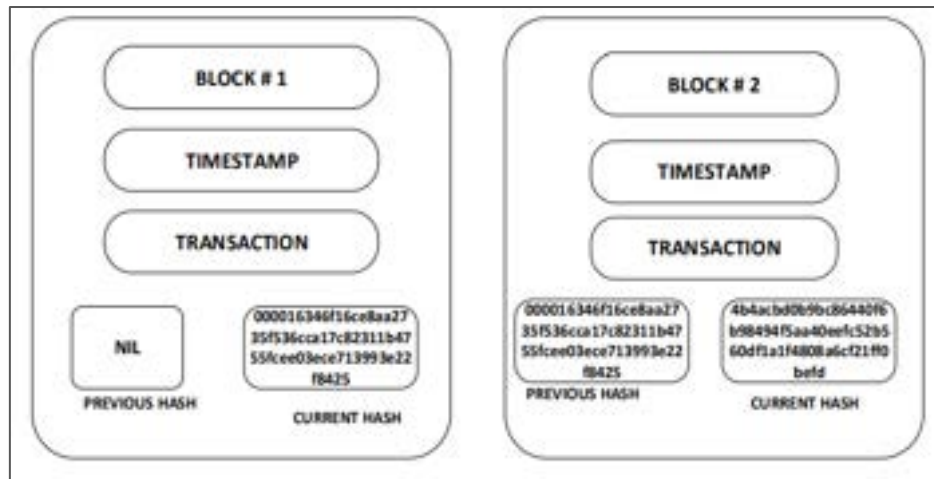 BLOCK # 1
TIMESTAMP
TRANSACTION
NIL
PREVIOUS HASH
000016346f16ce8aa27
35f536cca17c82311b47
55fcee03ece713993e22
f8425
CURRENT HASH
BLOCK # 2
TIMESTAMP
TRANSACTION
000016346f16ce8aa27
35f536cca17c82311b47
55fcee03ece713993e22
f8425
PREVIOUS HASH
4b4acbd0b9bc86440f6
b98494f5aa40eefc52b5
60df1a1f4808a6cf21ff0
befd
CURRENT HASH